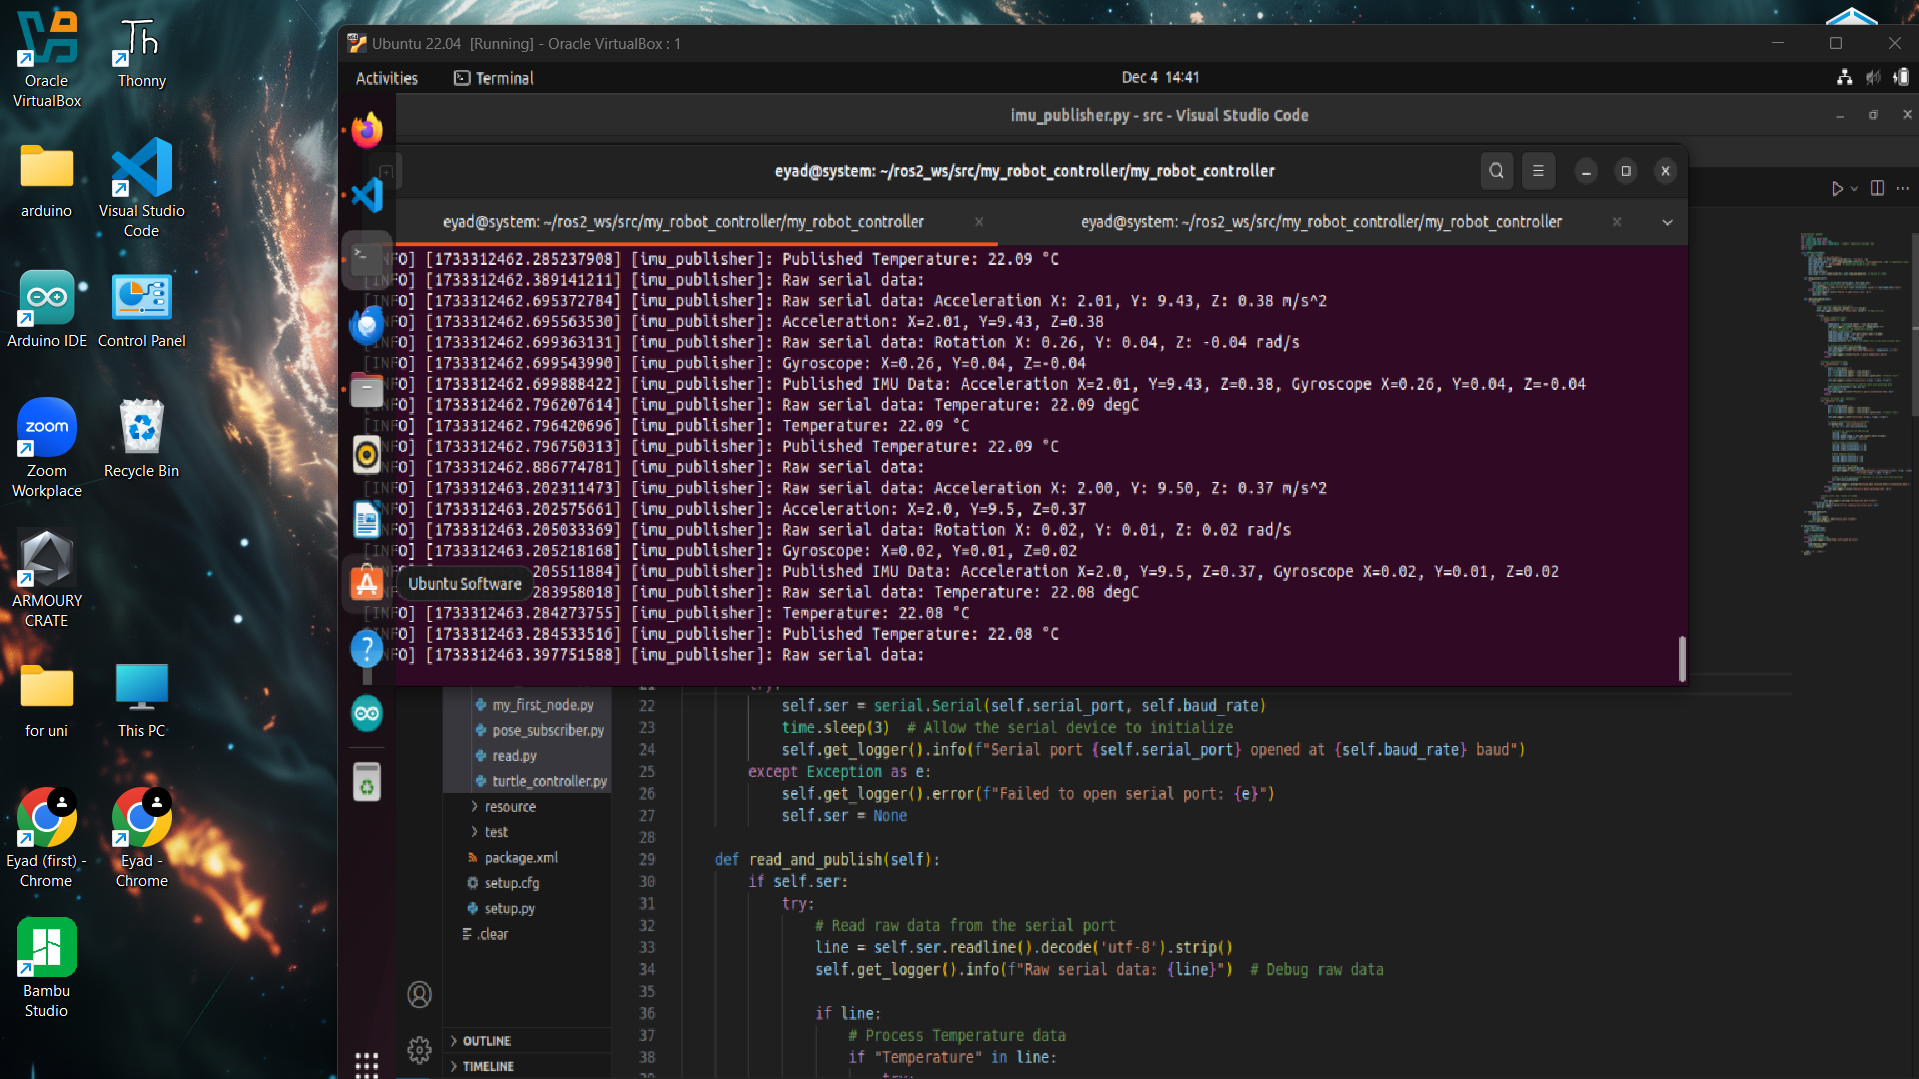 Oracle
VirtualBox
Thonny
arduino
Visual Studio
Code
Arduino IDE
Control Panel
zoom
Zoom
Workplace
Recycle Bin
ARMOURY
CRATE
for uni
This PC
Eyad (first) -
Chrome
Eyad -
Chrome
Bambu
Studio
Ubuntu 22.04 [Running] - Oracle VirtualBox : 1
Activities
Terminal
Dec 4 14:41
imu_publisher.py - src - Visual Studio Code
eyad@system: ~/ros2_ws/src/my_robot_controller/my_robot_controller
eyad@system: ~/ros2_ws/src/my_robot_controller/my_robot_controller
eyad@system: ~/ros2_ws/src/my_robot_controller/my_robot_controller
[INFO] [1733312462.285237908] [imu_publisher]: Published Temperature: 22.09 °C
[INFO] [1733312462.389141211] [imu_publisher]: Raw serial data:
[INFO] [1733312462.695372784] [imu_publisher]: Raw serial data: Acceleration X: 2.01, Y: 9.43, Z: 0.38 m/s^2
[INFO] [1733312462.695563530] [imu_publisher]: Acceleration: X=2.01, Y=9.43, Z=0.38
[INFO] [1733312462.699363131] [imu_publisher]: Raw serial data: Rotation X: 0.26, Y: 0.04, Z: -0.04 rad/s
[INFO] [1733312462.699543990] [imu_publisher]: Gyroscope: X=0.26, Y=0.04, Z=-0.04
[INFO] [1733312462.699888422] [imu_publisher]: Published IMU Data: Acceleration X=2.01, Y=9.43, Z=0.38, Gyroscope X=0.26, Y=0.04, Z=-0.04
[INFO] [1733312462.796207614] [imu_publisher]: Raw serial data: Temperature: 22.09 degC
[INFO] [1733312462.796420696] [imu_publisher]: Temperature: 22.09 °C
[INFO] [1733312462.796750313] [imu_publisher]: Published Temperature: 22.09 °C
[INFO] [1733312462.886774781] [imu_publisher]: Raw serial data:
[INFO] [1733312463.202311473] [imu_publisher]: Raw serial data: Acceleration X: 2.00, Y: 9.50, Z: 0.37 m/s^2
[INFO] [1733312463.202575661] [imu_publisher]: Acceleration: X=2.0, Y=9.5, Z=0.37
[INFO] [1733312463.205033369] [imu_publisher]: Raw serial data: Rotation X: 0.02, Y: 0.01, Z: 0.02 rad/s
[INFO] [1733312463.205218168] [imu_publisher]: Gyroscope: X=0.02, Y=0.01, Z=0.02
.205511884] [imu_publisher]: Published IMU Data: Acceleration X=2.0, Y=9.5, Z=0.37, Gyroscope X=0.02, Y=0.01, Z=0.02
Ubuntu Software
.283958018] [imu_publisher]: Raw serial data: Temperature: 22.08 degC
[INFO] [1733312463.284273755] [imu_publisher]: Temperature: 22.08 °C
[INFO] [1733312463.284533516] [imu_publisher]: Published Temperature: 22.08 °C
[INFO] [1733312463.397751588] [imu_publisher]: Raw serial data:
my_first_node.py
pose_subscriber.py
read.py
turtle_controller.py
resource
test
package.xml
setup.cfg
setup.py
.clear
OUTLINE
TIMELINE
22 self.ser = serial.Serial(self.serial_port, self.baud_rate)
23 time.sleep(3) # Allow the serial device to initialize
24 self.get_logger().info(f"Serial port {self.serial_port} opened at {self.baud_rate} baud")
25 except Exception as e:
26 self.get_logger().error(f"Failed to open serial port: {e}")
27 self.ser = None
28
29 def read_and_publish(self):
30 if self.ser:
31 try:
32 # Read raw data from the serial port
33 line = self.ser.readline().decode('utf-8').strip()
34 self.get_logger().info(f"Raw serial data: {line}") # Debug raw data
35
36 if line:
37 # Process Temperature data
38 if "Temperature" in line: